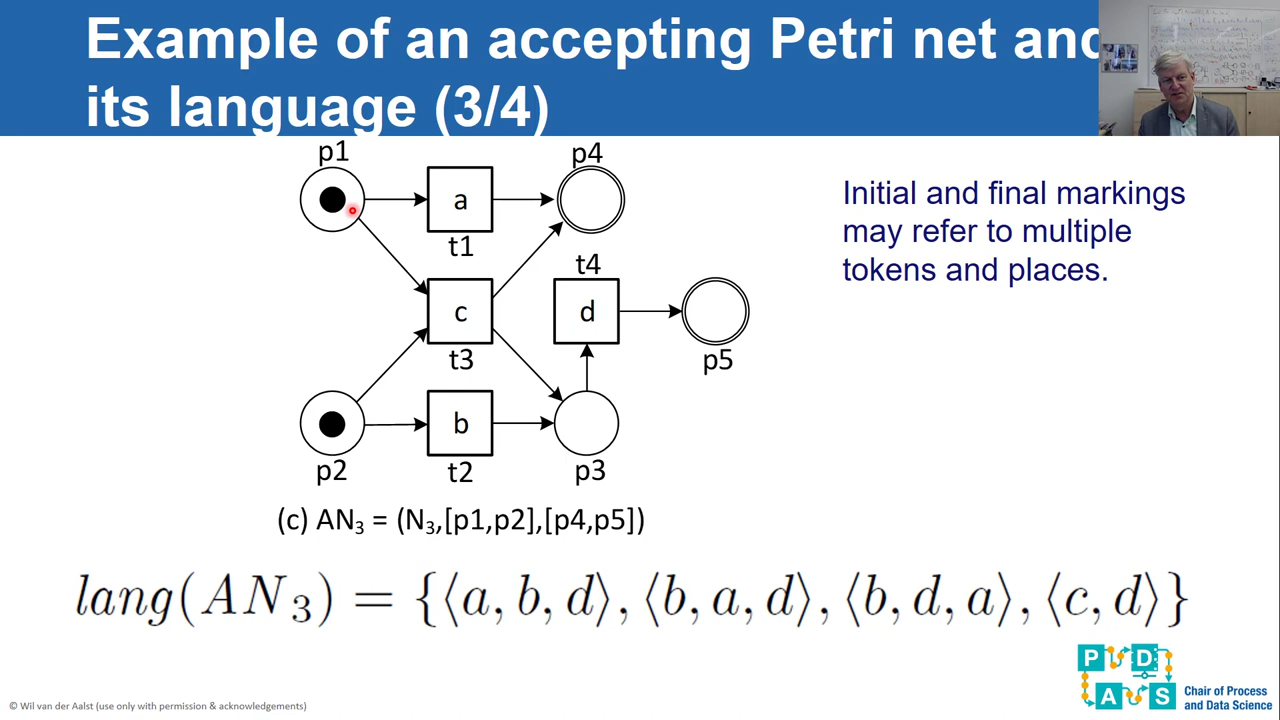 Example of an accepting Petri net and
its language (3/4)
p1
p4
a
t1
t4
c
d
t3
p5
b
p2
t2
p3
Initial and final markings
may refer to multiple
tokens and places.
(c) AN₃ = (N₃,[p1,p2],[p4,p5])
lang(AN₃) = {⟨a, b, d⟩, ⟨b, a, d⟩, ⟨b, d, a⟩, ⟨c, d⟩}
P D
A S
Chair of Process
and Data Science
© Wil van der Aalst (use only with permission & acknowledgements)